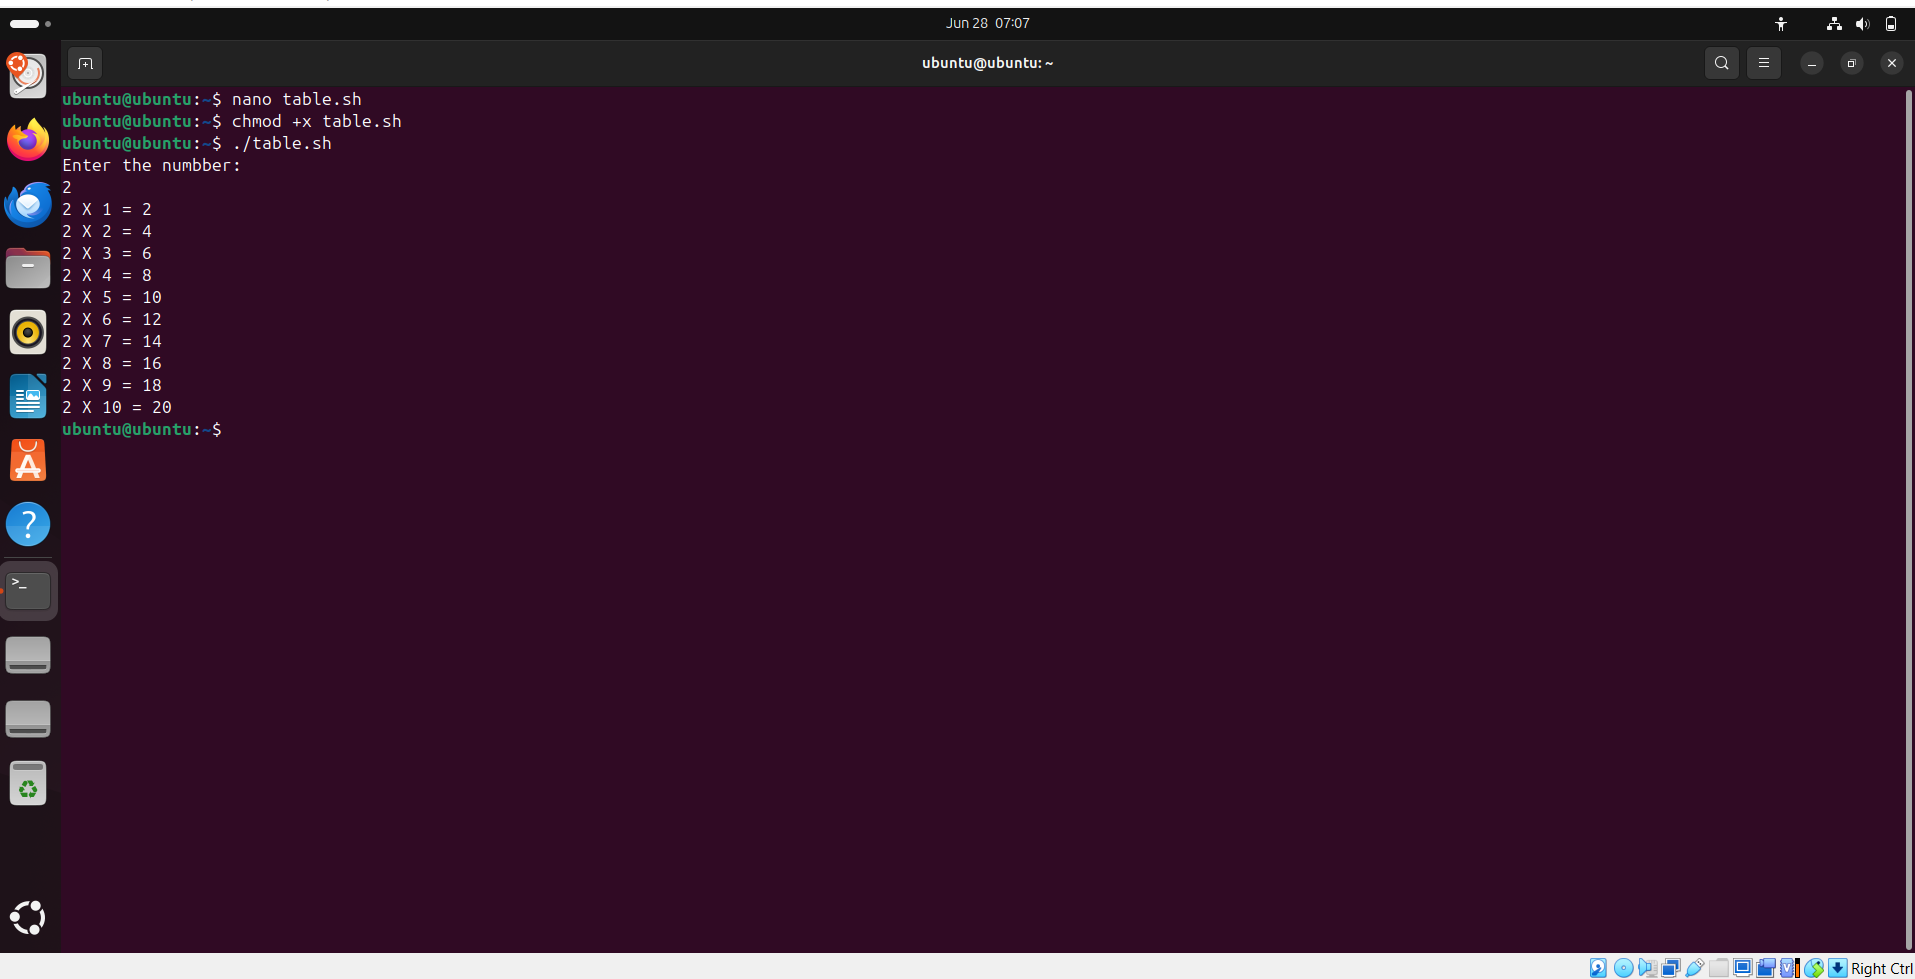 Jun 28 07:07
ubuntu@ubuntu: ~
ubuntu@ubuntu:~$ nano table.sh
ubuntu@ubuntu:~$ chmod +x table.sh
ubuntu@ubuntu:~$ ./table.sh
Enter the numbber:
2
2 X 1 = 2
2 X 2 = 4
2 X 3 = 6
2 X 4 = 8
2 X 5 = 10
2 X 6 = 12
2 X 7 = 14
2 X 8 = 16
2 X 9 = 18
2 X 10 = 20
ubuntu@ubuntu:~$
Right Ctrl